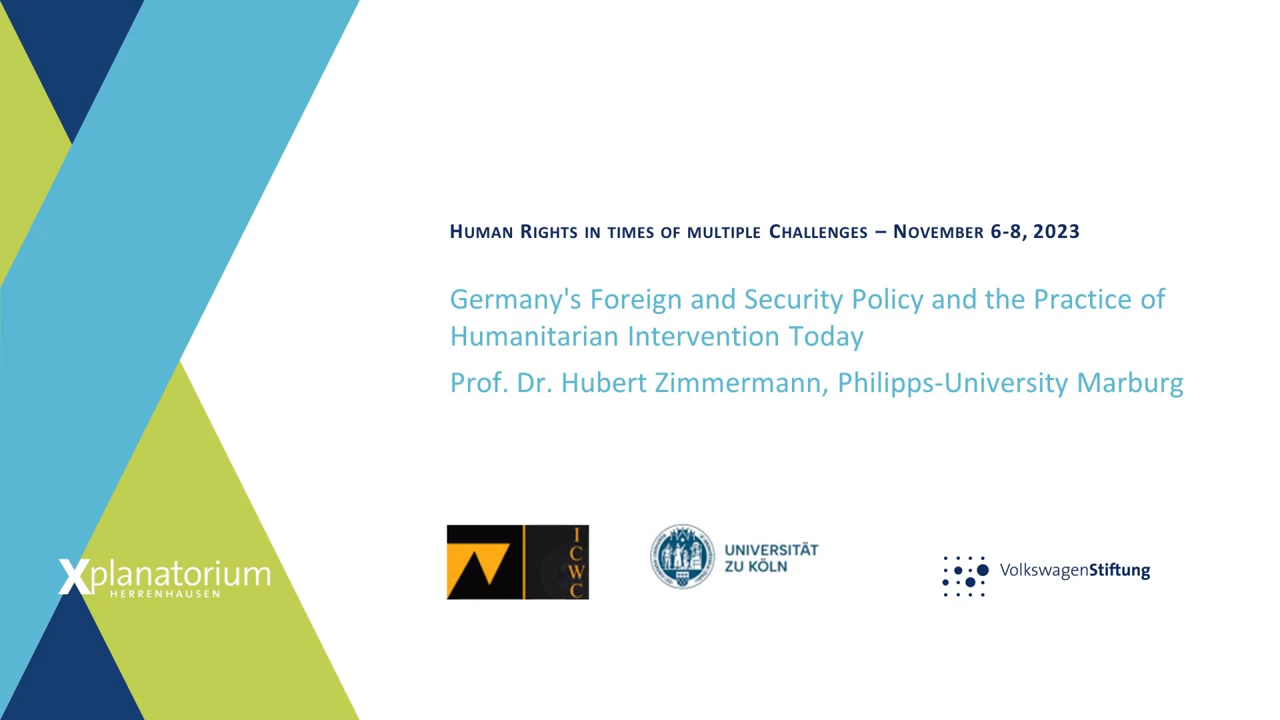 Human Rights in times of multiple Challenges – November 6-8, 2023
Germany's Foreign and Security Policy and the Practice of
Humanitarian Intervention Today
Prof. Dr. Hubert Zimmermann, Philipps-University Marburg
Xplanatorium
HERRENHAUSEN
I
C
W
C
UNIVERSITÄT
ZU KÖLN
VolkswagenStiftung